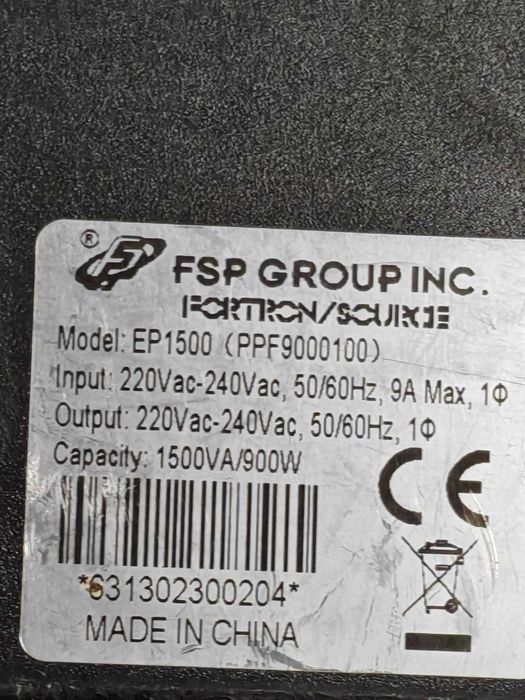 ®
FSP GROUP INC.
FORTRON/SOURCE
Model: EP1500 (PPF9000100)
Input: 220Vac-240Vac, 50/60Hz, 9A Max, 1Φ
Output: 220Vac-240Vac, 50/60Hz, 1Φ
Capacity: 1500VA/900W
CE
*S31302300204*
MADE IN CHINA